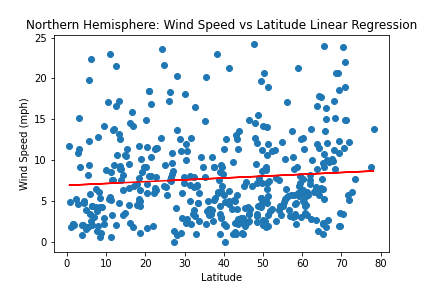 Northern Hemisphere: Wind Speed vs Latitude Linear Regression
25
20
15
10
5
0
Wind Speed (mph)
0 10 20 30 40 50 60 70 80
Latitude